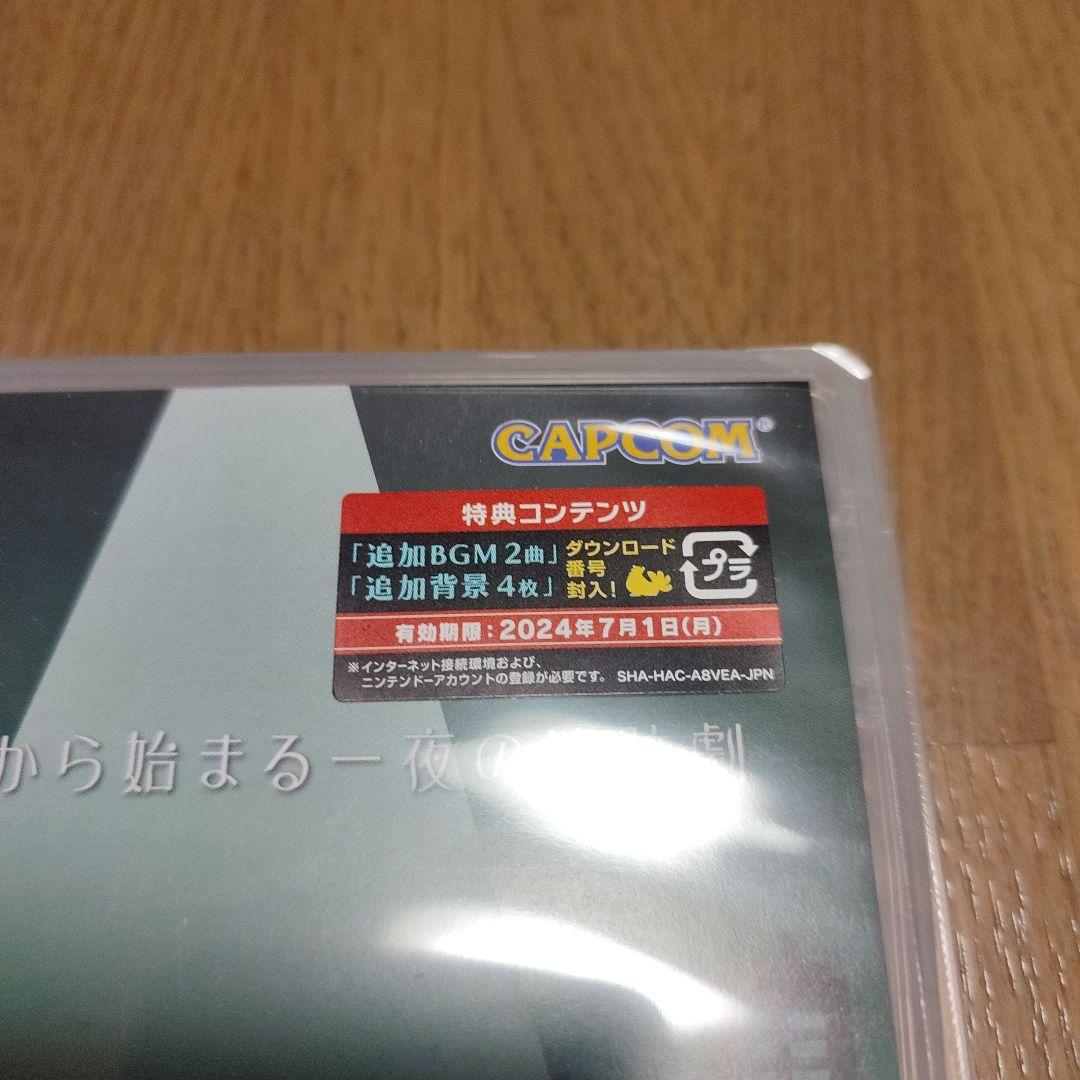 CAPCOM®
特典コンテンツ
「追加BGM 2曲」
「追加背景 4枚」
ダウンロード
番号
封入!
プラ
有効期限:2024年7月1日(月)
※インターネット接続環境および、
ニンテンドーアカウントの登録が必要です。 SHA-HAC-A8VEA-JPN
から始まる一夜の 劇